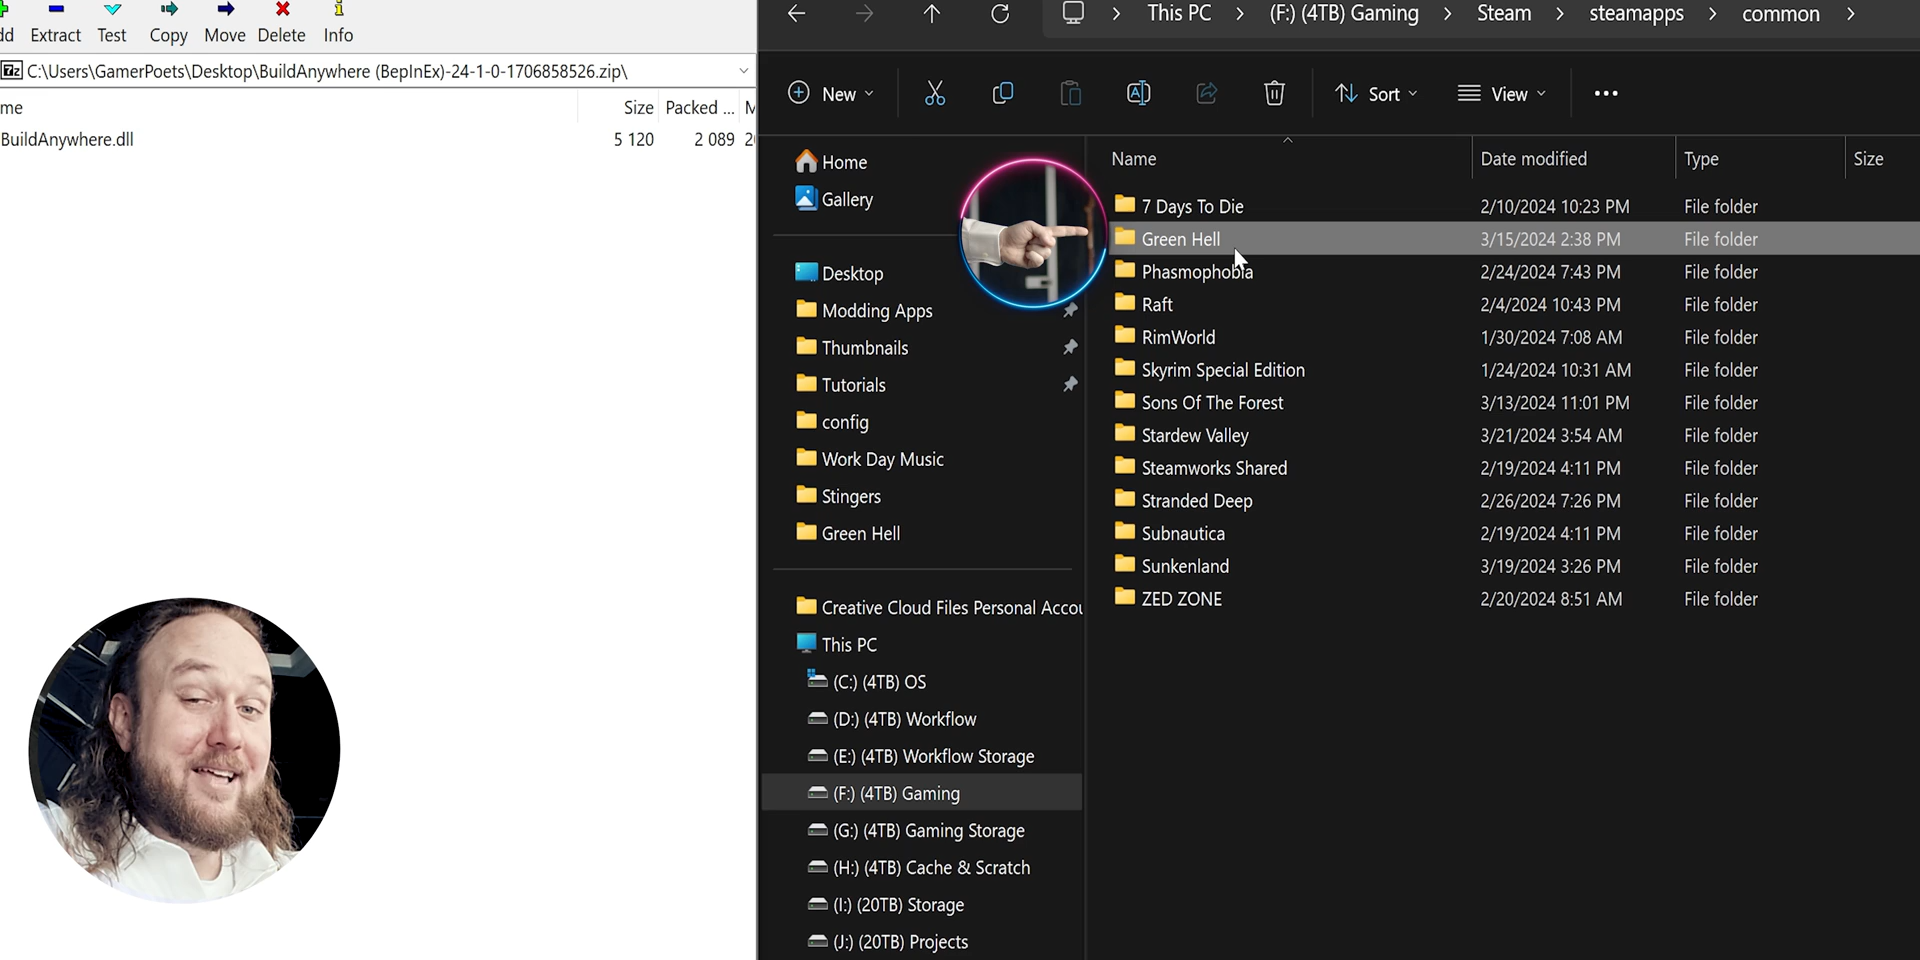 Extract Test Copy Move Delete Info
C:\Users\GamerPoets\Desktop\BuildAnywhere (BepInEx)-24-1-0-1706858526.zip\
Size Packed ...
BuildAnywhere.dll 5 120 2 089
This PC > (F:) (4TB) Gaming > Steam > steamapps > common >
New Sort View
Name Date modified Type Size
Home
Gallery
Desktop
Modding Apps
Thumbnails
Tutorials
config
Work Day Music
Stingers
Green Hell
Creative Cloud Files Personal
This PC
(C:) (4TB) OS
(D:) (4TB) Workflow
(E:) (4TB) Workflow Storage
(F:) (4TB) Gaming
(G:) (4TB) Gaming Storage
(H:) (4TB) Cache & Scratch
(I:) (20TB) Storage
(J:) (20TB) Projects
7 Days To Die 2/10/2024 10:23 PM File folder
Green Hell 3/15/2024 2:38 PM File folder
Phasmophobia 2/24/2024 7:43 PM File folder
Raft 2/4/2024 10:43 PM File folder
RimWorld 1/30/2024 7:08 AM File folder
Skyrim Special Edition 1/24/2024 10:31 AM File folder
Sons Of The Forest 3/13/2024 11:01 PM File folder
Stardew Valley 3/21/2024 3:54 AM File folder
Steamworks Shared 2/19/2024 4:11 PM File folder
Stranded Deep 2/26/2024 7:26 PM File folder
Subnautica 2/19/2024 4:11 PM File folder
Sunkenland 3/19/2024 3:26 PM File folder
ZED ZONE 2/20/2024 8:51 AM File folder